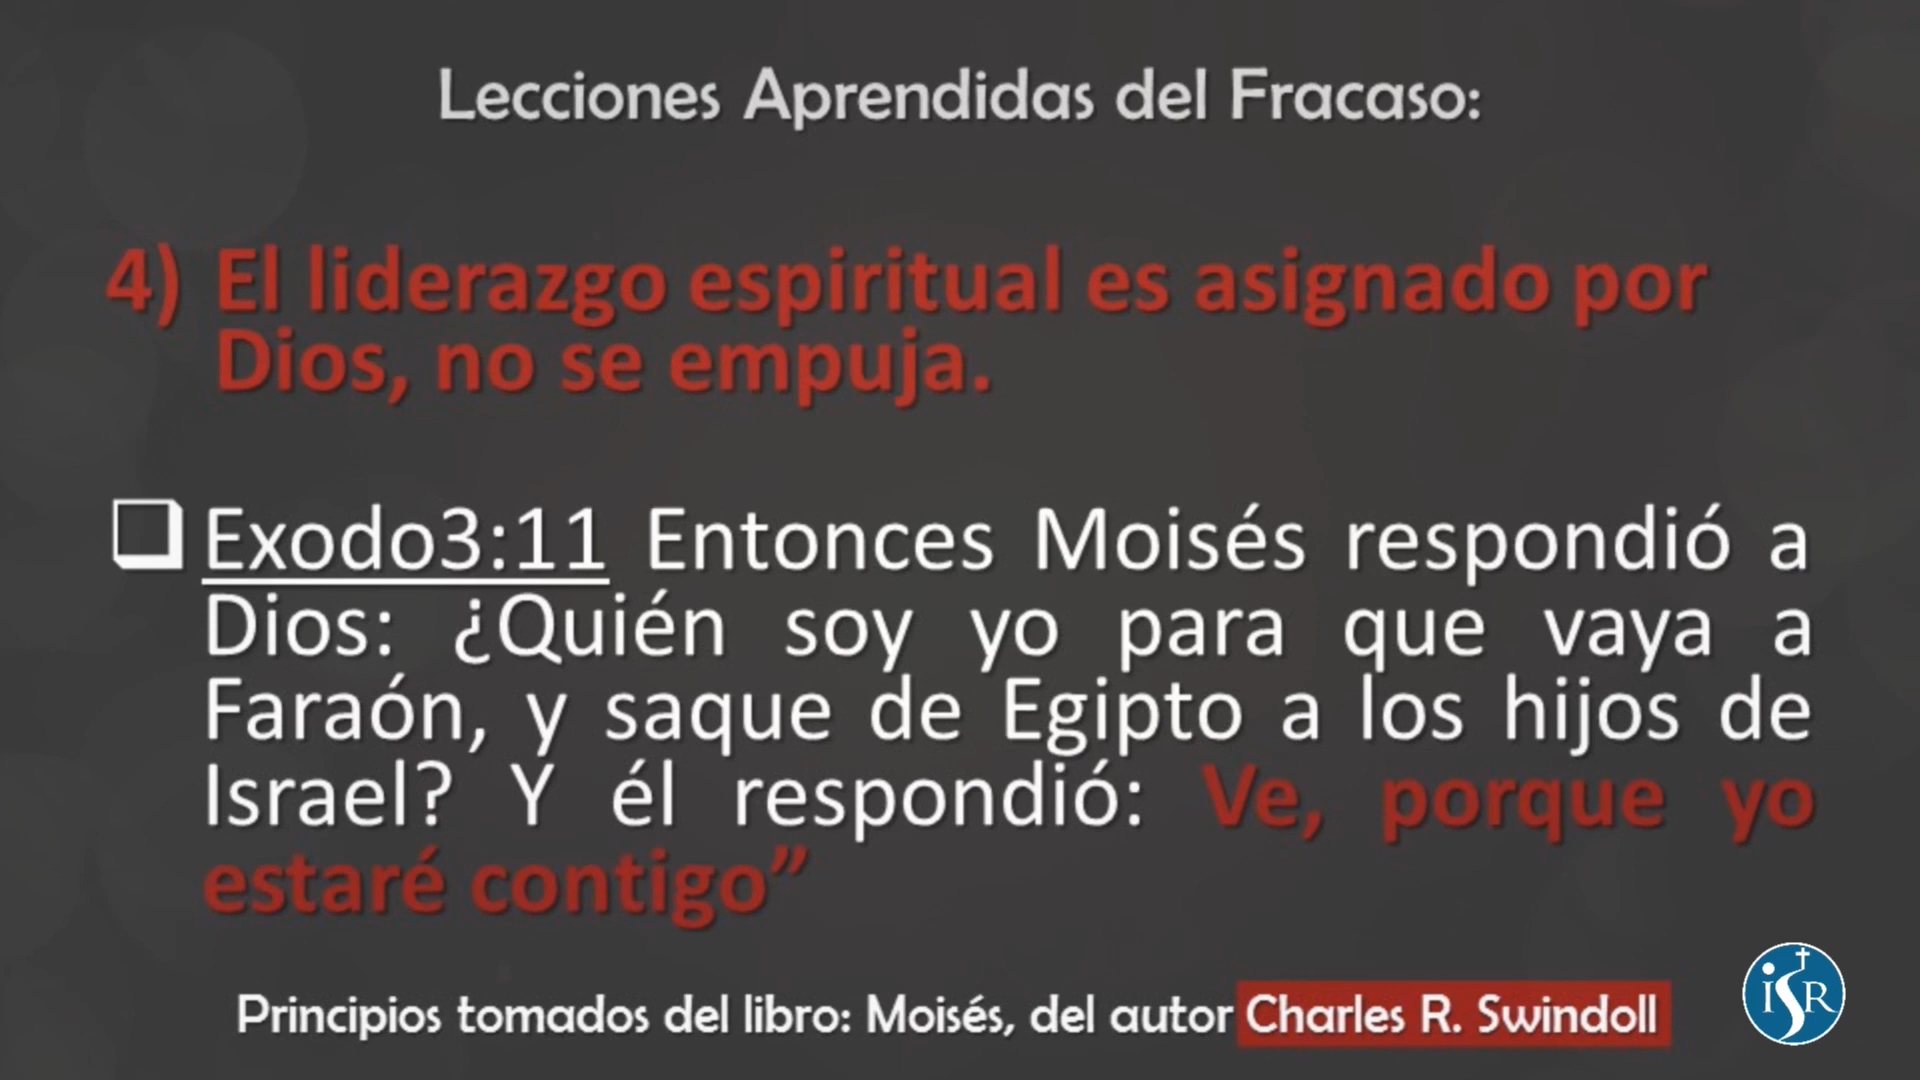 Lecciones Aprendidas del Fracaso:
4) El liderazgo espiritual es asignado por
Dios, no se empuja.
❑ Exodo3:11 Entonces Moisés respondió a
Dios: ¿Quién soy yo para que vaya a
Faraón, y saque de Egipto a los hijos de
Israel? Y él respondió: Ve, porque yo
estaré contigo”
Principios tomados del libro: Moisés, del autor Charles R. Swindoll
iSR